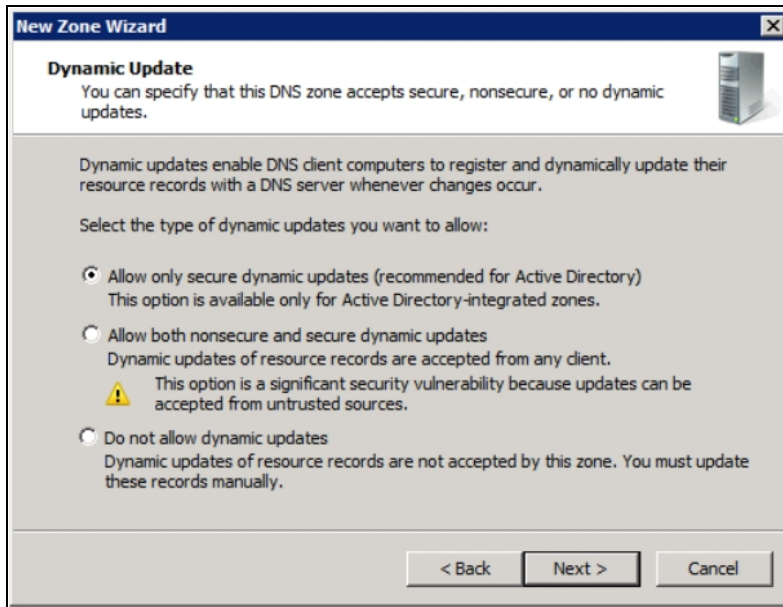 New Zone Wizard
Dynamic Update
You can specify that this DNS zone accepts secure, nonsecure, or no dynamic
updates.
Dynamic updates enable DNS client computers to register and dynamically update their
resource records with a DNS server whenever changes occur.
Select the type of dynamic updates you want to allow:
Allow only secure dynamic updates (recommended for Active Directory)
This option is available only for Active Directory-integrated zones.
Allow both nonsecure and secure dynamic updates
Dynamic updates of resource records are accepted from any client.
This option is a significant security vulnerability because updates can be
accepted from untrusted sources.
Do not allow dynamic updates
Dynamic updates of resource records are not accepted by this zone. You must update
these records manually.
< Back Next > Cancel